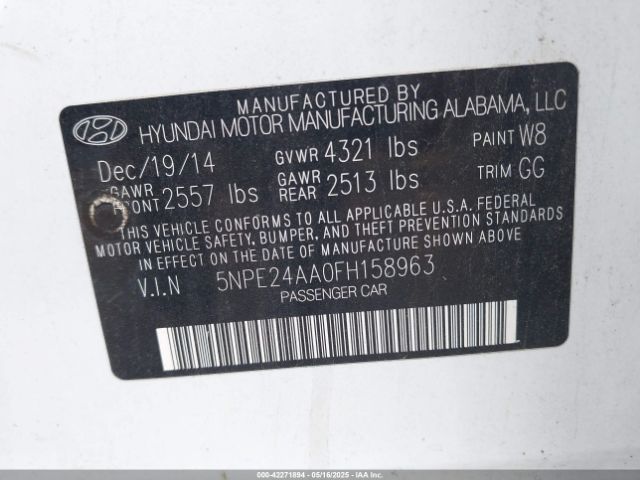 MANUFACTURED BY
HYUNDAI MOTOR MANUFACTURING ALABAMA, LLC
Dec/19/14 GVWR 4321 lbs PAINT W8
GAWR FRONT 2557 lbs GAWR REAR 2513 lbs TRIM GG
THIS VEHICLE CONFORMS TO ALL APPLICABLE U.S.A. FEDERAL
MOTOR VEHICLE SAFETY, BUMPER, AND THEFT PREVENTION STANDARDS
IN EFFECT ON THE DATE OF MANUFACTURE SHOWN ABOVE.
V.I.N 5NPE24AA0FH158963
PASSENGER CAR
000-42271894 | 05/16/2025 | IAA Inc.